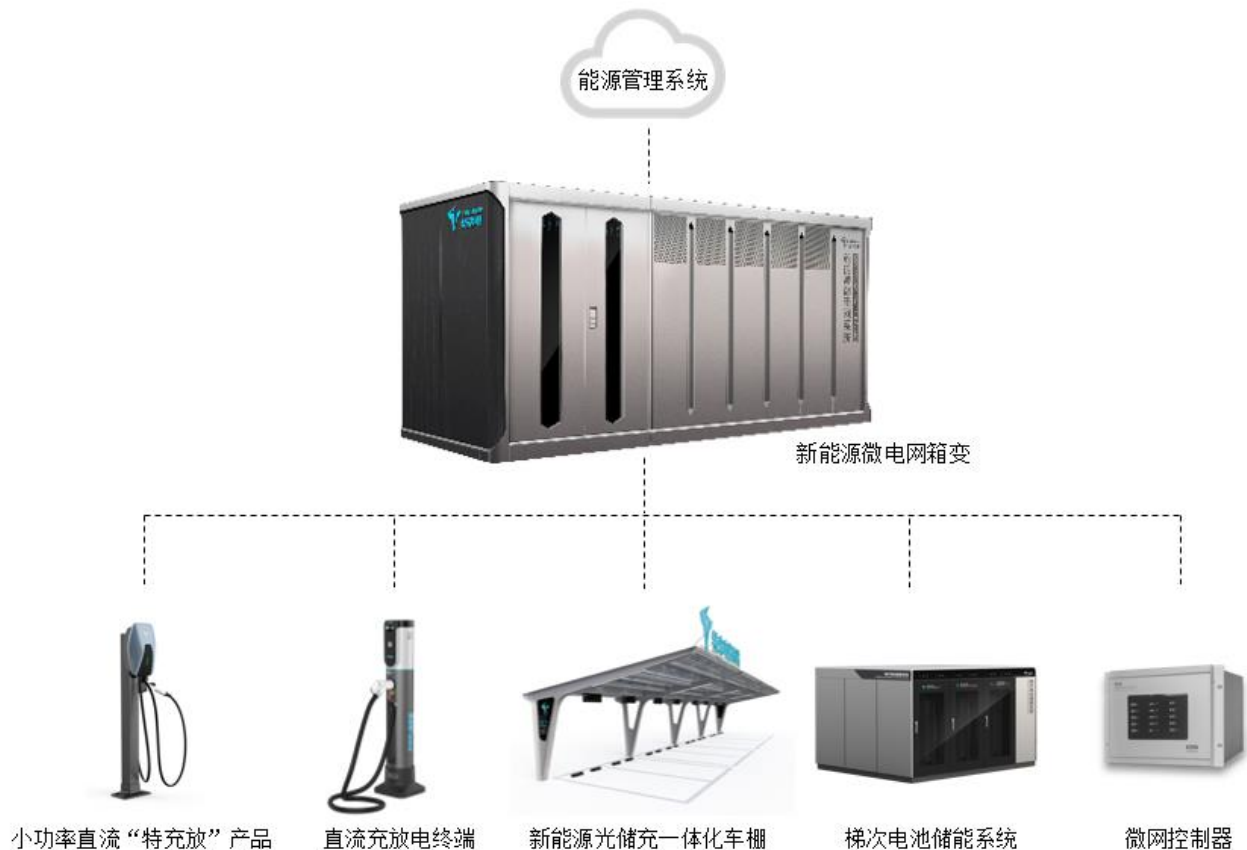 能源管理系统
新能源微电网箱变
小功率直流“特充放”产品
直流充放电终端
新能源光储充一体化车棚
梯次电池储能系统
微网控制器